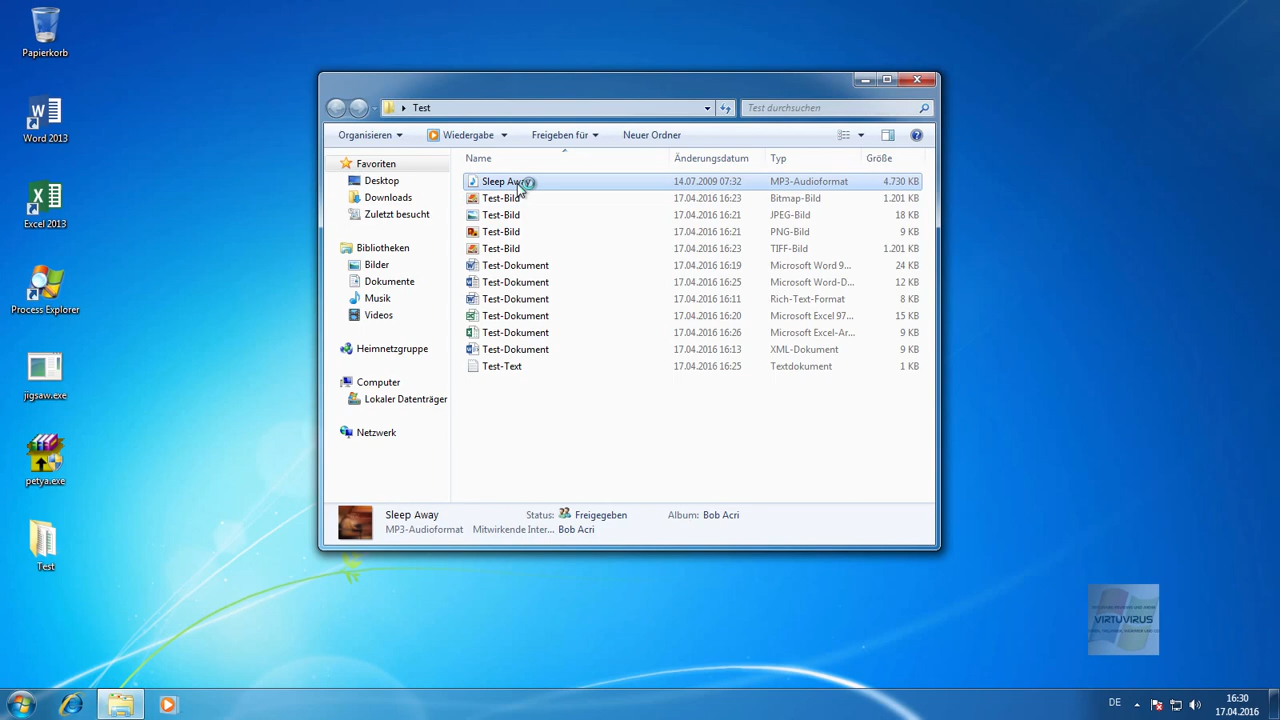 Papierkorb
Word 2013
Excel 2013
Process Explorer
jigsaw.exe
petya.exe
Test
Test
Test durchsuchen
Organisieren Wiedergabe Freigeben für Neuer Ordner
Favoriten
Desktop
Downloads
Zuletzt besucht
Bibliotheken
Bilder
Dokumente
Musik
Videos
Heimnetzgruppe
Computer
Lokaler Datenträger
Netzwerk
Name Änderungsdatum Typ Größe
Sleep Away 14.07.2009 07:32 MP3-Audioformat 4.730 KB
Test-Bild 17.04.2016 16:23 Bitmap-Bild 1.201 KB
Test-Bild 17.04.2016 16:21 JPEG-Bild 18 KB
Test-Bild 17.04.2016 16:21 PNG-Bild 9 KB
Test-Bild 17.04.2016 16:23 TIFF-Bild 1.201 KB
Test-Dokument 17.04.2016 16:19 Microsoft Word 9... 24 KB
Test-Dokument 17.04.2016 16:25 Microsoft Word-D... 12 KB
Test-Dokument 17.04.2016 16:11 Rich-Text-Format 8 KB
Test-Dokument 17.04.2016 16:20 Microsoft Excel 97... 15 KB
Test-Dokument 17.04.2016 16:26 Microsoft Excel-Ar... 9 KB
Test-Dokument 17.04.2016 16:13 XML-Dokument 9 KB
Test-Text 17.04.2016 16:25 Textdokument 1 KB
Sleep Away Status: Freigegeben Album: Bob Acri
MP3-Audioformat Mitwirkende Inter... Bob Acri
VIRTUVIRUS
DE
16:30
17.04.2016